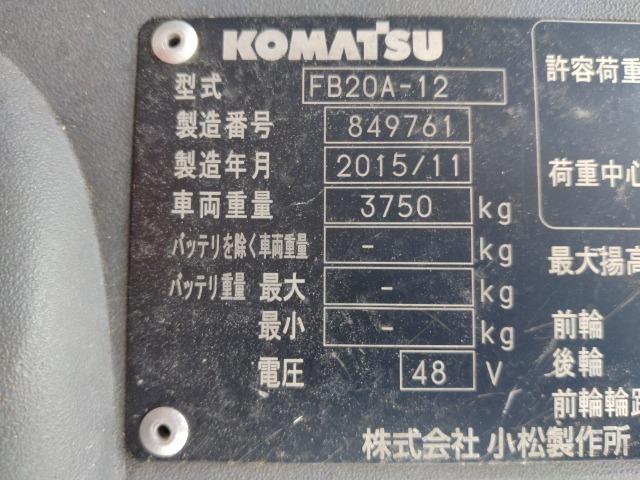 KOMATSU
型式 FB20A-12
製造番号 849761
製造年月 2015/11
車両重量 3750 kg
バッテリを除く車両重量 - kg
バッテリ重量 最大 - kg
最小 - kg
電圧 48 V
株式会社 小松製作所
許容荷重
荷重中心
最大揚高
前輪
後輪
前輪輪距